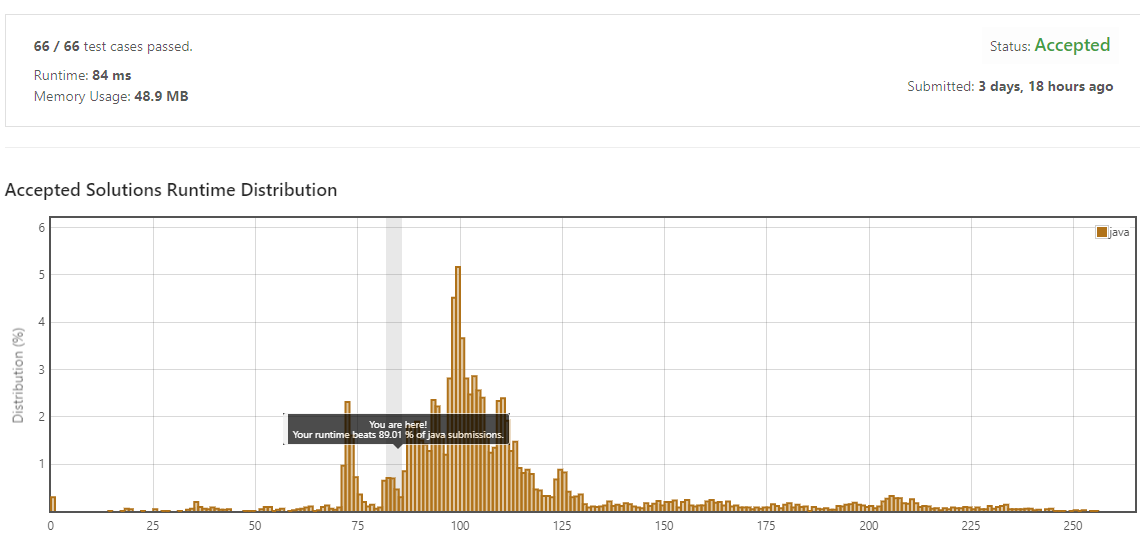 66 / 66 test cases passed.
Status: Accepted
Runtime: 84 ms
Memory Usage: 48.9 MB
Submitted: 3 days, 18 hours ago
Accepted Solutions Runtime Distribution
java
Distribution (%)
6
5
4
3
2
1
You are here!
Your runtime beats 89.01 % of java submissions.
0 25 50 75 100 125 150 175 200 225 250